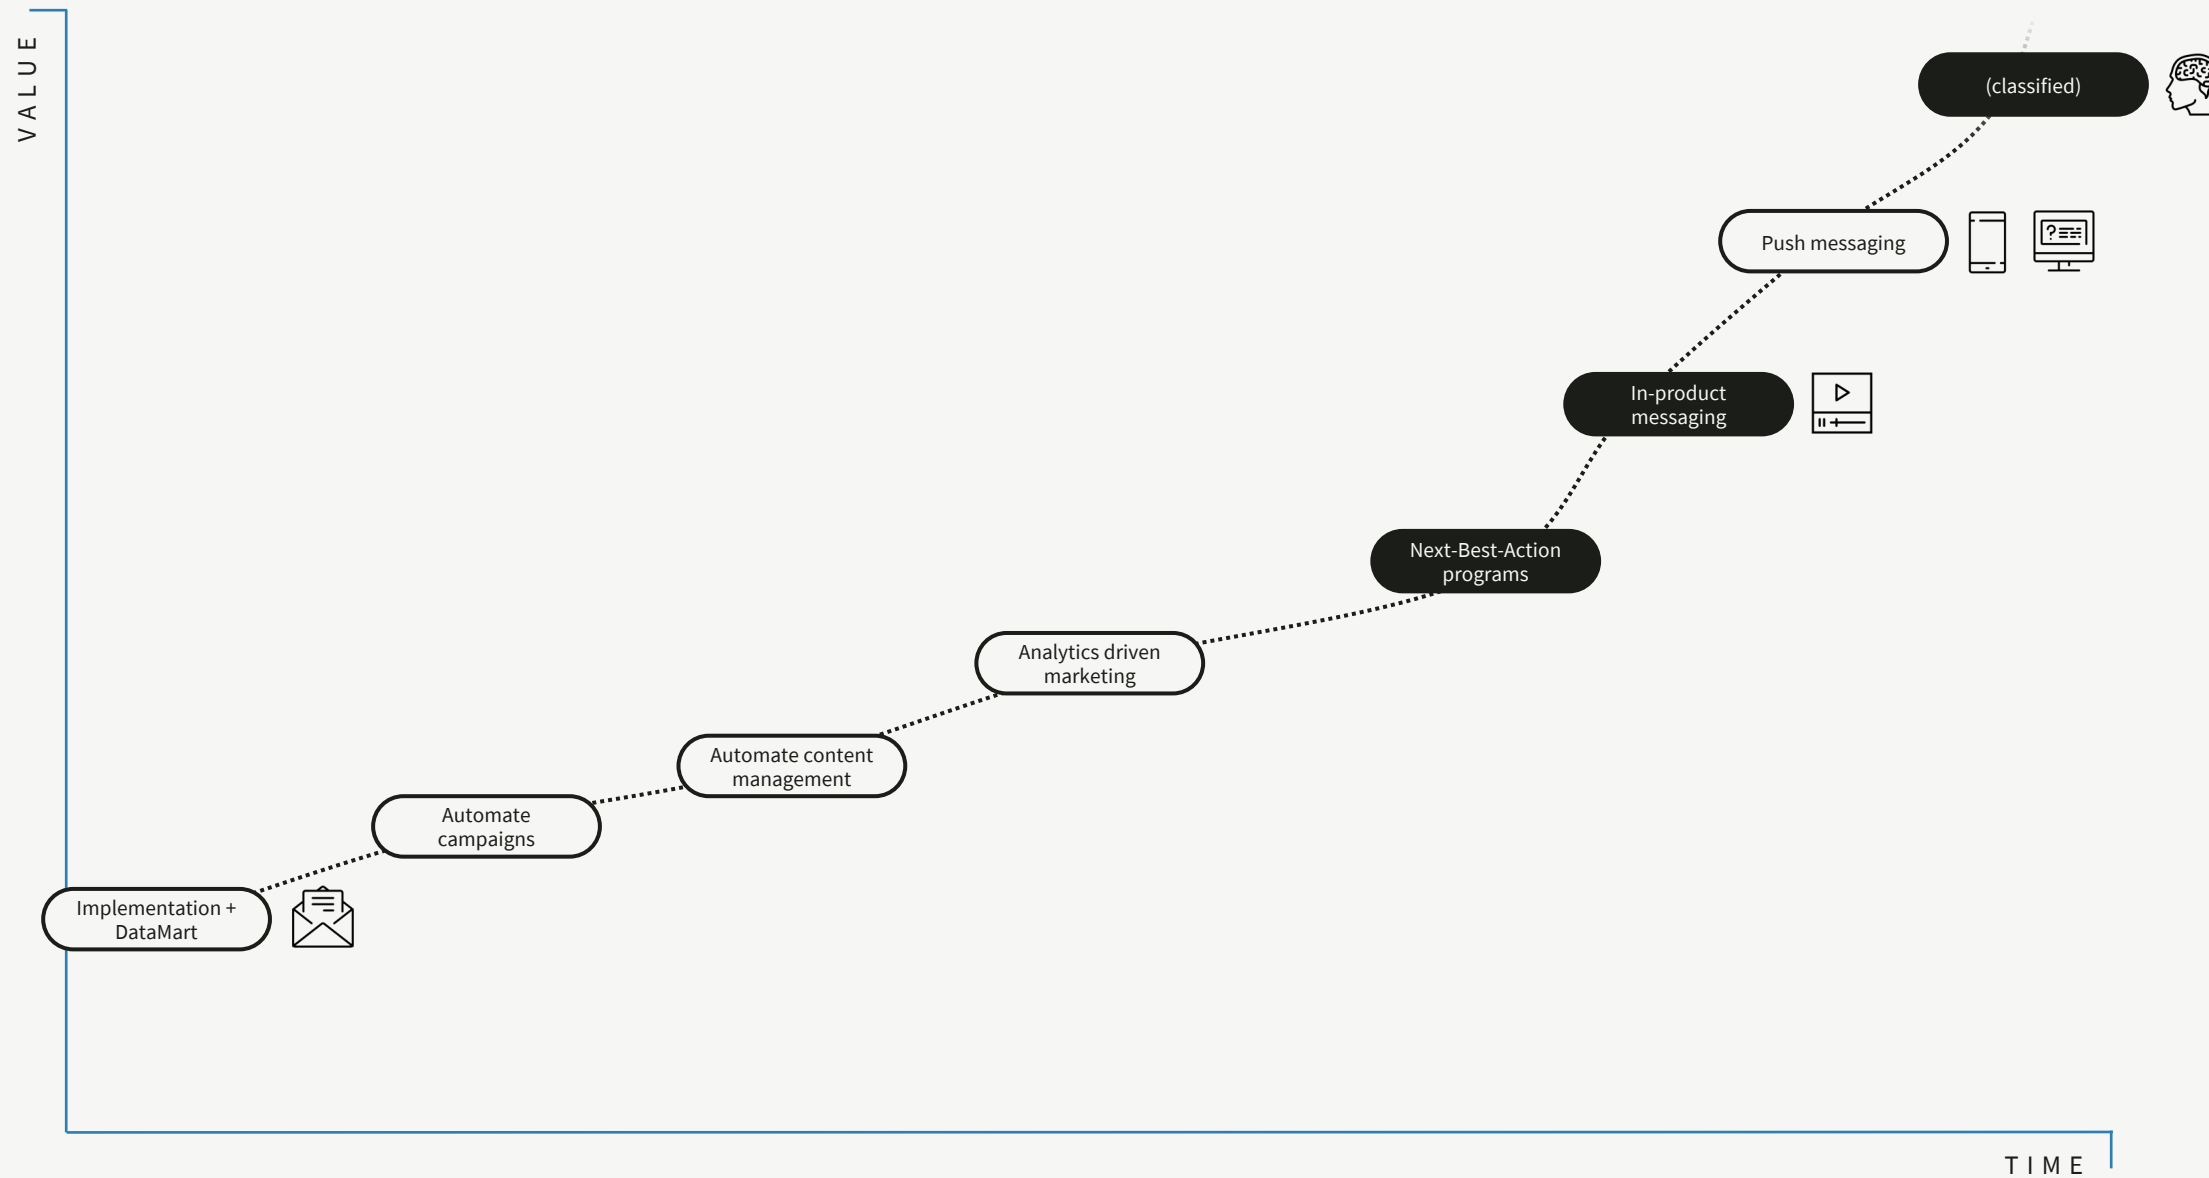 VALUE
(classified)
Push messaging
?
In-product
messaging
Next-Best-Action
programs
Analytics driven
marketing
Automate content
management
Automate
campaigns
Implementation +
DataMart
TIME